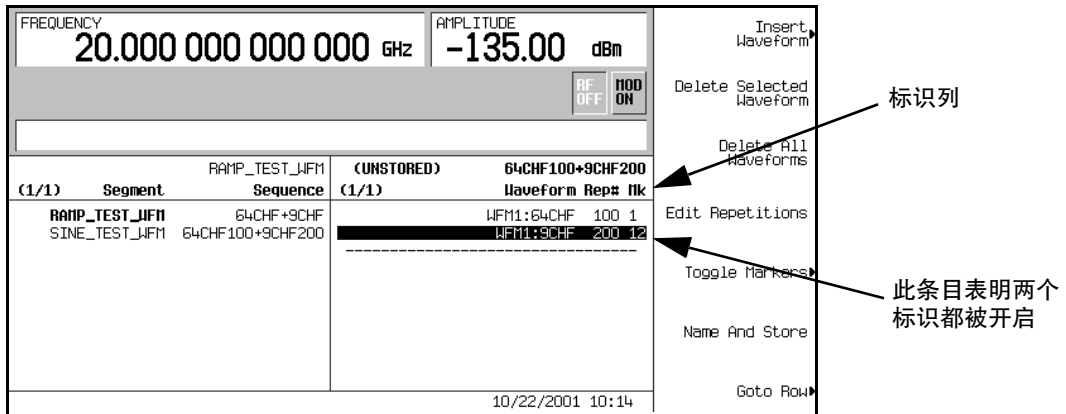 FREQUENCY
20.000 000 000 000 GHz
AMPLITUDE
-135.00 dBm
RF OFF
MOD ON
RAMP_TEST_WFM
(UNSTORED) 64CHF100+9CHF200
(1/1) Segment Sequence
(1/1) Waveform Rep# Mk
RAMP_TEST_WFM 64CHF+9CHF
WFM1:64CHF 100 1
SINE_TEST_WFM 64CHF100+9CHF200
WFM1:9CHF 200 12
10/22/2001 10:14
Insert
Waveform
Delete Selected
Waveform
Delete All
Waveforms
Edit Repetitions
Toggle Markers
Name And Store
Goto Row
标识列
此条目表明两个
标识都被开启